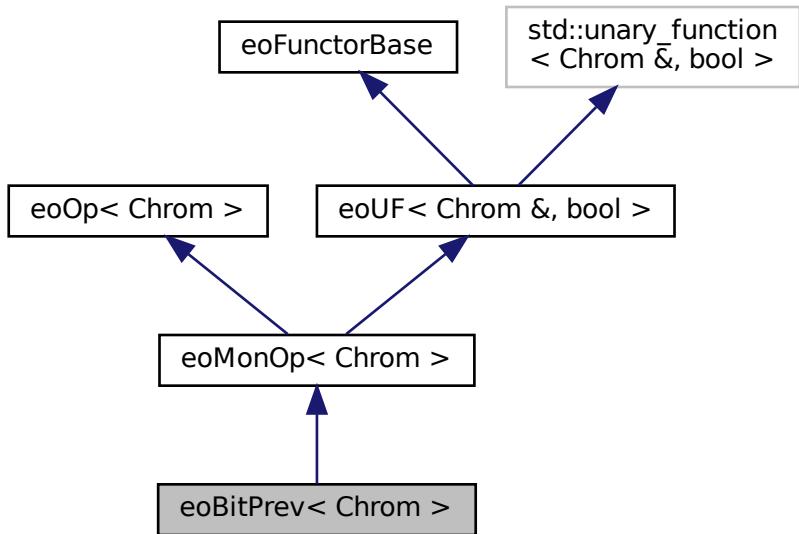 eoFunctorBase
std::unary_function
< Chrom &, bool >
eoOp< Chrom >
eoUF< Chrom &, bool >
eoMonOp< Chrom >
eoBitPrev< Chrom >